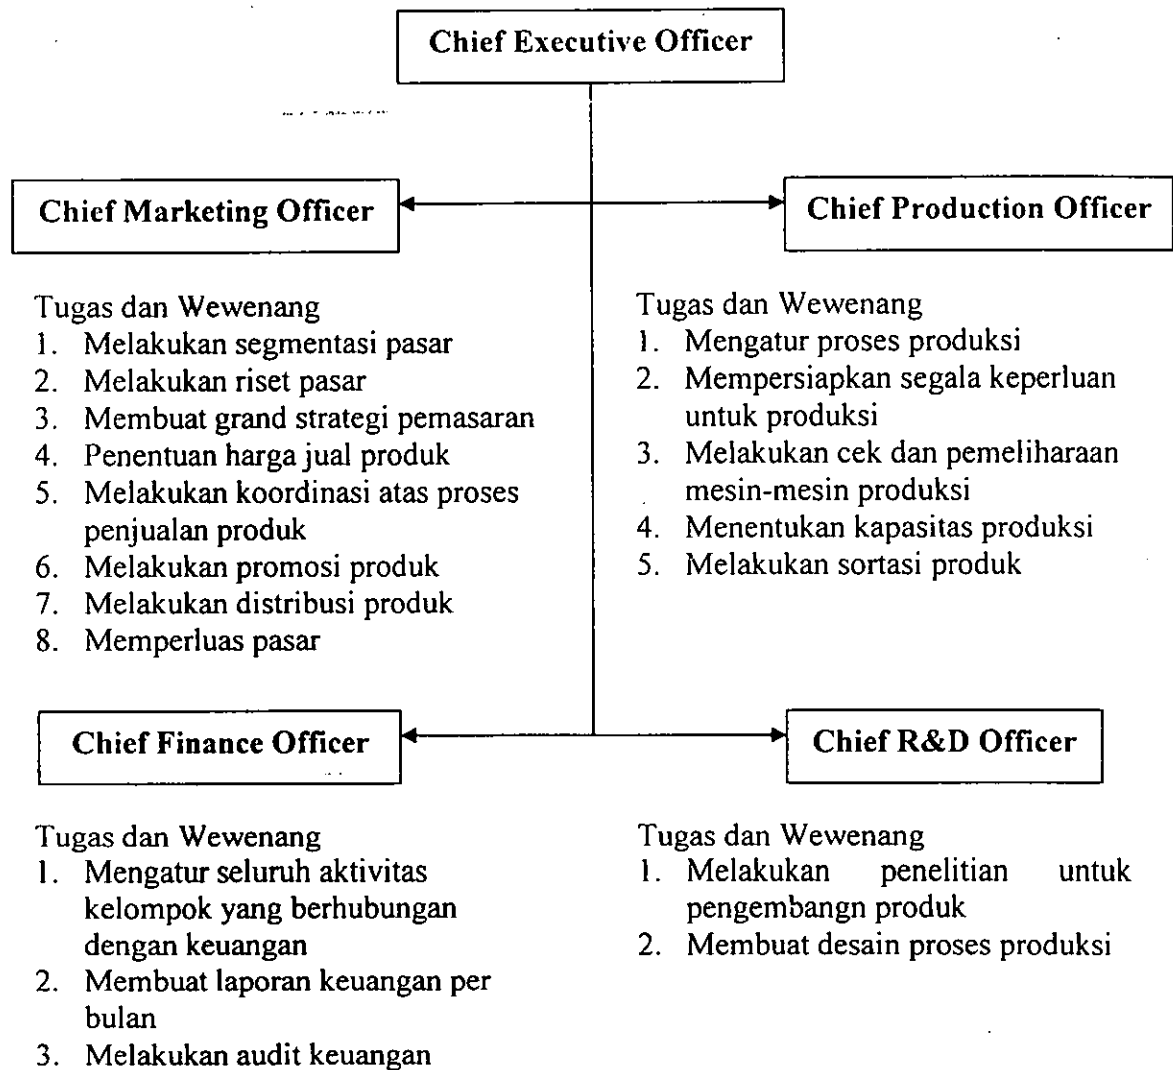 Chief Executive Officer
Chief Marketing Officer
Chief Production Officer
Tugas dan Wewenang
1. Melakukan segmentasi pasar
2. Melakukan riset pasar
3. Membuat grand strategi pemasaran
4. Penentuan harga jual produk
5. Melakukan koordinasi atas proses
penjualan produk
6. Melakukan promosi produk
7. Melakukan distribusi produk
8. Memperluas pasar
Tugas dan Wewenang
1. Mengatur proses produksi
2. Mempersiapkan segala keperluan
untuk produksi
3. Melakukan cek dan pemeliharaan
mesin-mesin produksi
4. Menentukan kapasitas produksi
5. Melakukan sortasi produk
Chief Finance Officer
Chief R&D Officer
Tugas dan Wewenang
1. Mengatur seluruh aktivitas
kelompok yang berhubungan
dengan keuangan
2. Membuat laporan keuangan per
bulan
3. Melakukan audit keuangan
Tugas dan Wewenang
1. Melakukan penelitian untuk
pengembangn produk
2. Membuat desain proses produksi